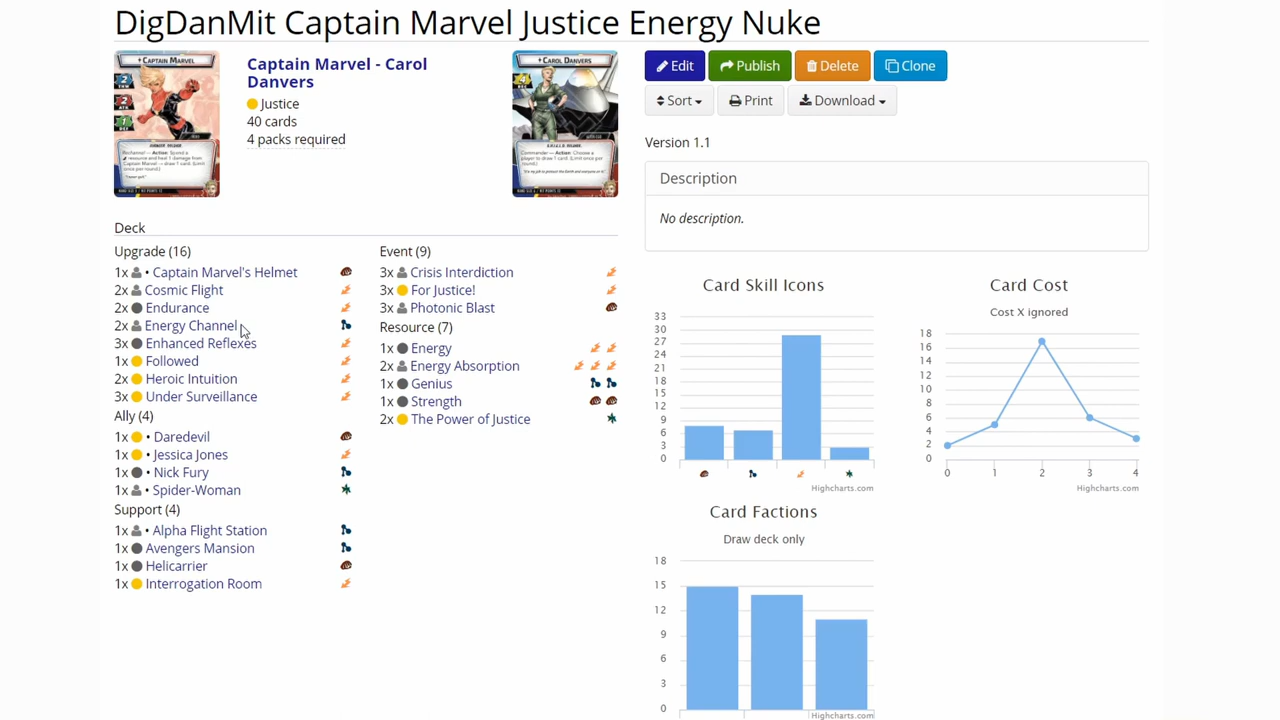 DigDanMit Captain Marvel Justice Energy Nuke
CAPTAIN MARVEL
Captain Marvel - Carol
Danvers
Justice
40 cards
4 packs required
CAROL DANVERS
Edit
Publish
Delete
Clone
Sort
Print
Download
Version 1.1
Description
No description.
Deck
Upgrade (16)
1x • Captain Marvel's Helmet
2x Cosmic Flight
2x Endurance
2x Energy Channel
3x Enhanced Reflexes
1x Followed
2x Heroic Intuition
3x Under Surveillance
Ally (4)
1x • Daredevil
1x • Jessica Jones
1x • Nick Fury
1x • Spider-Woman
Support (4)
1x • Alpha Flight Station
1x Avengers Mansion
1x Helicarrier
1x Interrogation Room
Event (9)
3x Crisis Interdiction
3x For Justice!
3x Photonic Blast
Resource (7)
1x Energy
2x Energy Absorption
1x Genius
1x Strength
2x The Power of Justice
Card Skill Icons
33
30
27
24
21
18
15
12
9
6
3
0
Highcharts.com
Card Cost
Cost X ignored
18
16
14
12
10
8
6
4
2
0
0 1 2 3 4
Highcharts.com
Card Factions
Draw deck only
18
15
12
9
6
3
0
Highcharts.com